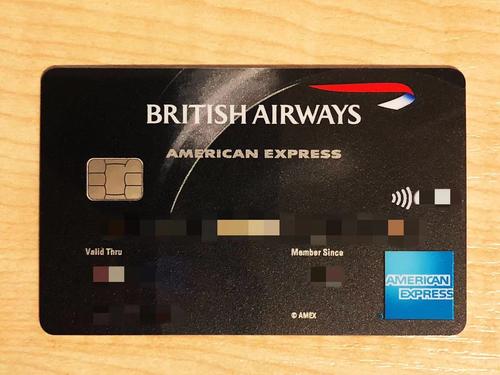 BRITISH AIRWAYS
AMERICAN EXPRESS
Valid Thru
Member Since
AMERICAN
EXPRESS
© AMEX